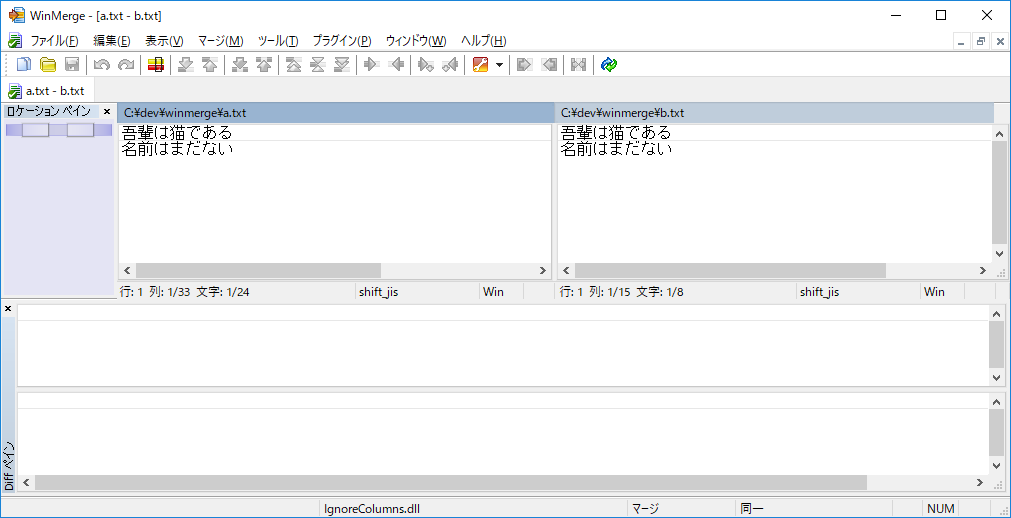 WinMerge - [a.txt - b.txt]
ファイル(F) 編集(E) 表示(V) マージ(M) ツール(T) プラグイン(P) ウィンドウ(W) ヘルプ(H)
a.txt - b.txt
ロケーション ペイン
C:¥dev¥winmerge¥a.txt
C:¥dev¥winmerge¥b.txt
吾輩は猫である
名前はまだない
吾輩は猫である
名前はまだない
行: 1 列: 1/33 文字: 1/24 shift_jis Win
行: 1 列: 1/15 文字: 1/8 shift_jis Win
Diff ペイン
IgnoreColumns.dll マージ 同一 NUM